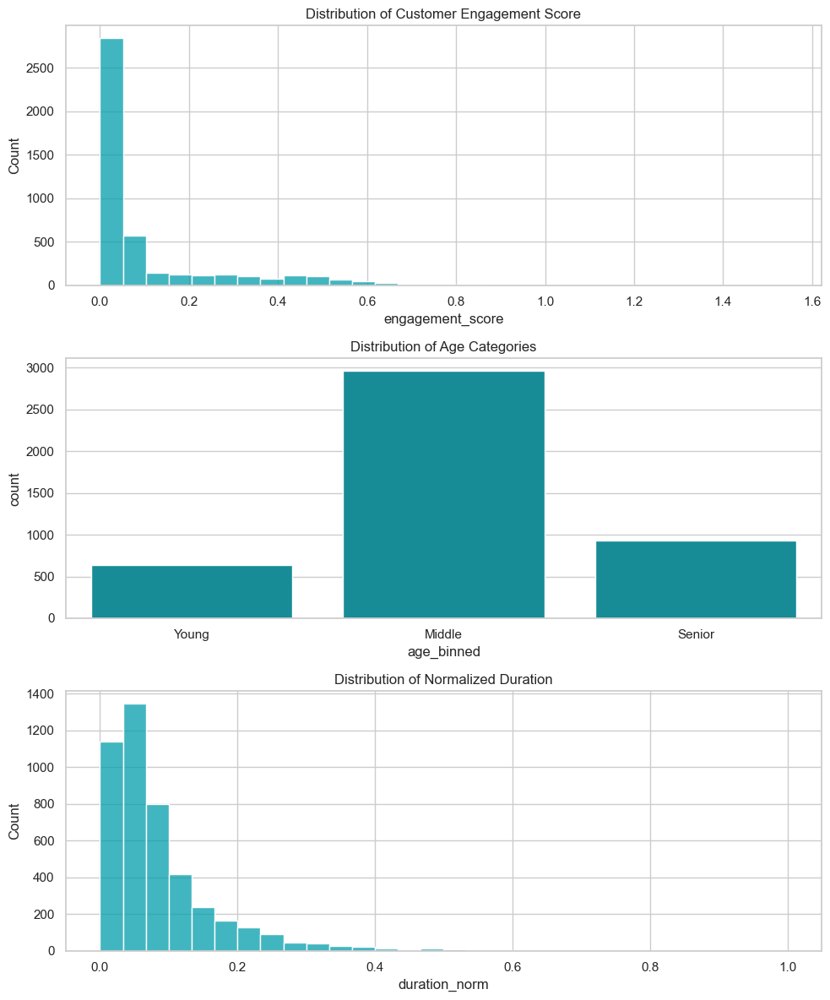 Distribution of Customer Engagement Score
Count
2500
2000
1500
1000
500
0
0.0 0.2 0.4 0.6 0.8 1.0 1.2 1.4 1.6
engagement_score
Distribution of Age Categories
count
3000
2500
2000
1500
1000
500
0
Young Middle Senior
age_binned
Distribution of Normalized Duration
Count
1400
1200
1000
800
600
400
200
0
0.0 0.2 0.4 0.6 0.8 1.0
duration_norm